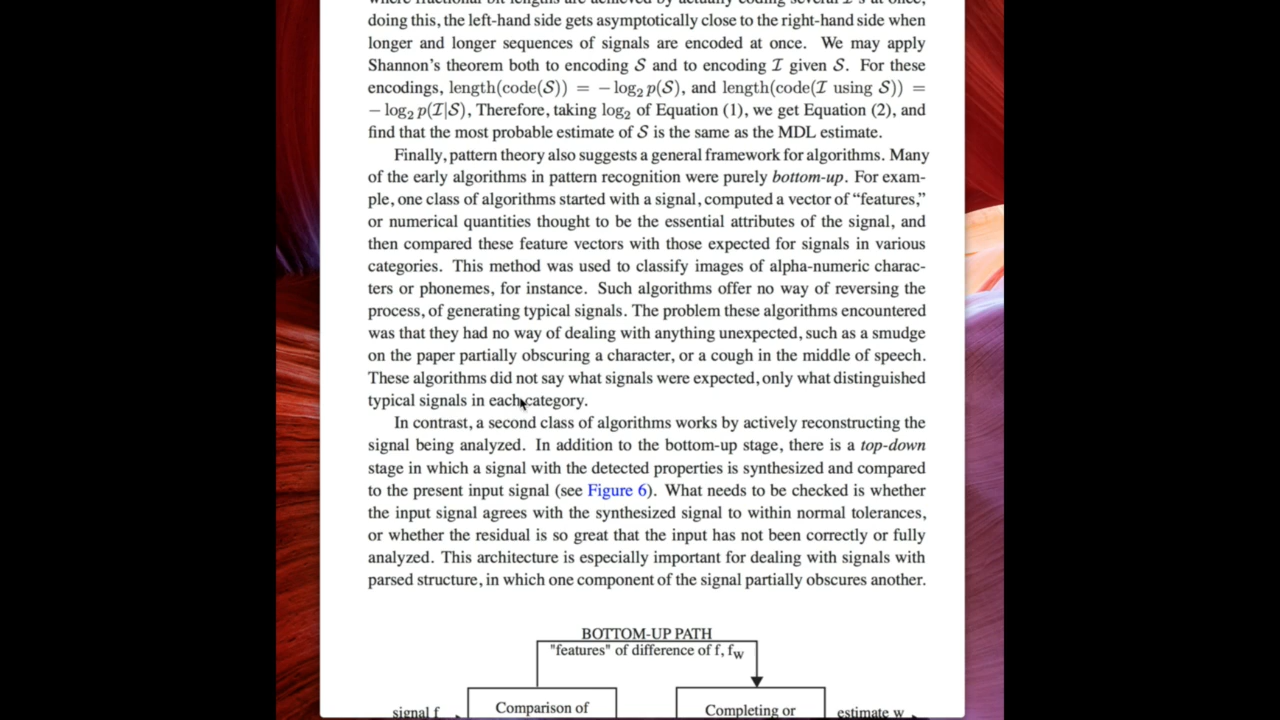 where fractional bit lengths are achieved by actually coding several I's at once,
doing this, the left-hand side gets asymptotically close to the right-hand side when
longer and longer sequences of signals are encoded at once. We may apply
Shannon's theorem both to encoding S and to encoding I given S. For these
encodings, length(code(S)) = − log₂ p(S), and length(code(I using S)) =
− log₂ p(I|S), Therefore, taking log₂ of Equation (1), we get Equation (2), and
find that the most probable estimate of S is the same as the MDL estimate.
Finally, pattern theory also suggests a general framework for algorithms. Many
of the early algorithms in pattern recognition were purely bottom-up. For exam-
ple, one class of algorithms started with a signal, computed a vector of “features,”
or numerical quantities thought to be the essential attributes of the signal, and
then compared these feature vectors with those expected for signals in various
categories. This method was used to classify images of alpha-numeric charac-
ters or phonemes, for instance. Such algorithms offer no way of reversing the
process, of generating typical signals. The problem these algorithms encountered
was that they had no way of dealing with anything unexpected, such as a smudge
on the paper partially obscuring a character, or a cough in the middle of speech.
These algorithms did not say what signals were expected, only what distinguished
typical signals in each category.
In contrast, a second class of algorithms works by actively reconstructing the
signal being analyzed. In addition to the bottom-up stage, there is a top-down
stage in which a signal with the detected properties is synthesized and compared
to the present input signal (see Figure 6). What needs to be checked is whether
the input signal agrees with the synthesized signal to within normal tolerances,
or whether the residual is so great that the input has not been correctly or fully
analyzed. This architecture is especially important for dealing with signals with
parsed structure, in which one component of the signal partially obscures another.
BOTTOM-UP PATH
"features" of difference of f, f_w
signal f
Comparison of
Completing or
estimate w